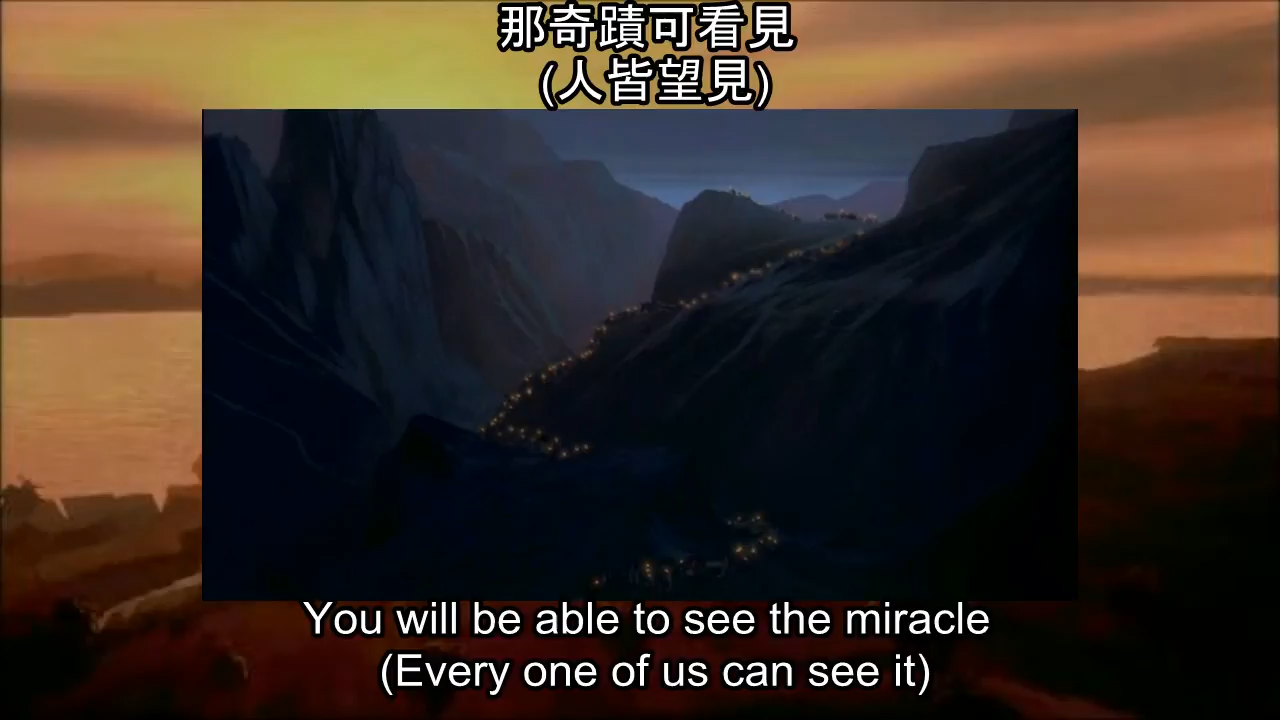 那奇蹟可看見
(人皆望見)
You will be able to see the miracle
(Every one of us can see it)